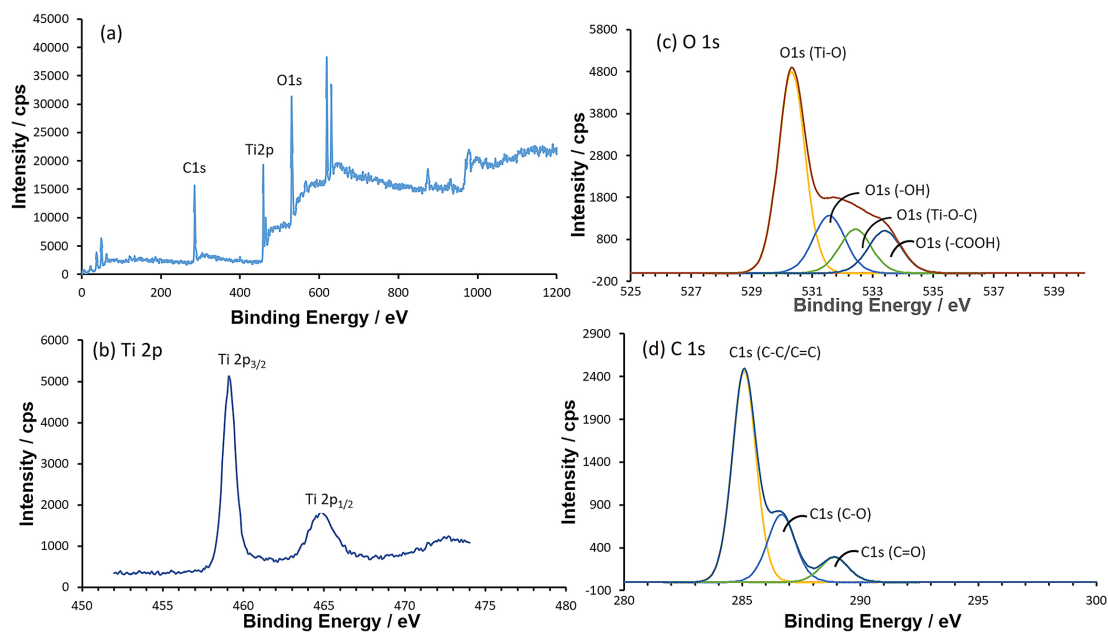 (a)
45000
40000
35000
30000
25000
20000
15000
10000
5000
0
Intensity / cps
C1s
Ti2p
O1s
0 200 400 600 800 1000 1200
Binding Energy / eV
(c) O 1s
5800
4800
3800
2800
1800
800
-200
Intensity / cps
O1s (Ti-O)
O1s (-OH)
O1s (Ti-O-C)
O1s (-COOH)
525 527 529 531 533 535 537 539
Binding Energy / eV
(b) Ti 2p
6000
5000
4000
3000
2000
1000
0
Intensity / cps
Ti 2p3/2
Ti 2p1/2
450 455 460 465 470 475 480
Binding Energy / eV
(d) C 1s
2900
2400
1900
1400
900
400
-100
Intensity / cps
C1s (C-C/C=C)
C1s (C-O)
C1s (C=O)
280 285 290 295 300
Binding Energy / eV